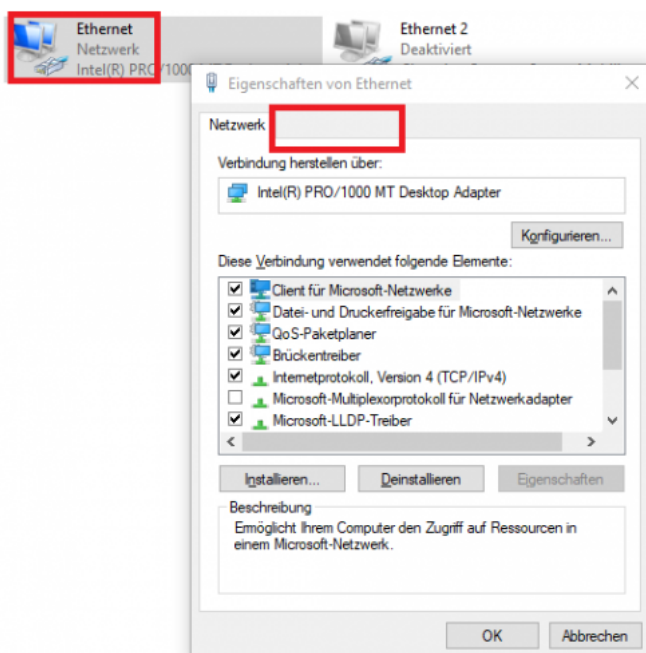 Ethernet
Netzwerk
Intel(R) PRO/1000
Ethernet 2
Deaktiviert
Eigenschaften von Ethernet
Netzwerk
Verbindung herstellen über:
Intel(R) PRO/1000 MT Desktop Adapter
Konfigurieren...
Diese Verbindung verwendet folgende Elemente:
Client für Microsoft-Netzwerke
Datei- und Druckerfreigabe für Microsoft-Netzwerke
QoS-Paketplaner
Brückentreiber
Internetprotokoll, Version 4 (TCP/IPv4)
Microsoft-Multiplexorprotokoll für Netzwerkadapter
Microsoft-LLDP-Treiber
Installieren... Deinstallieren Eigenschaften
Beschreibung
Ermöglicht Ihrem Computer den Zugriff auf Ressourcen in
einem Microsoft-Netzwerk.
OK Abbrechen